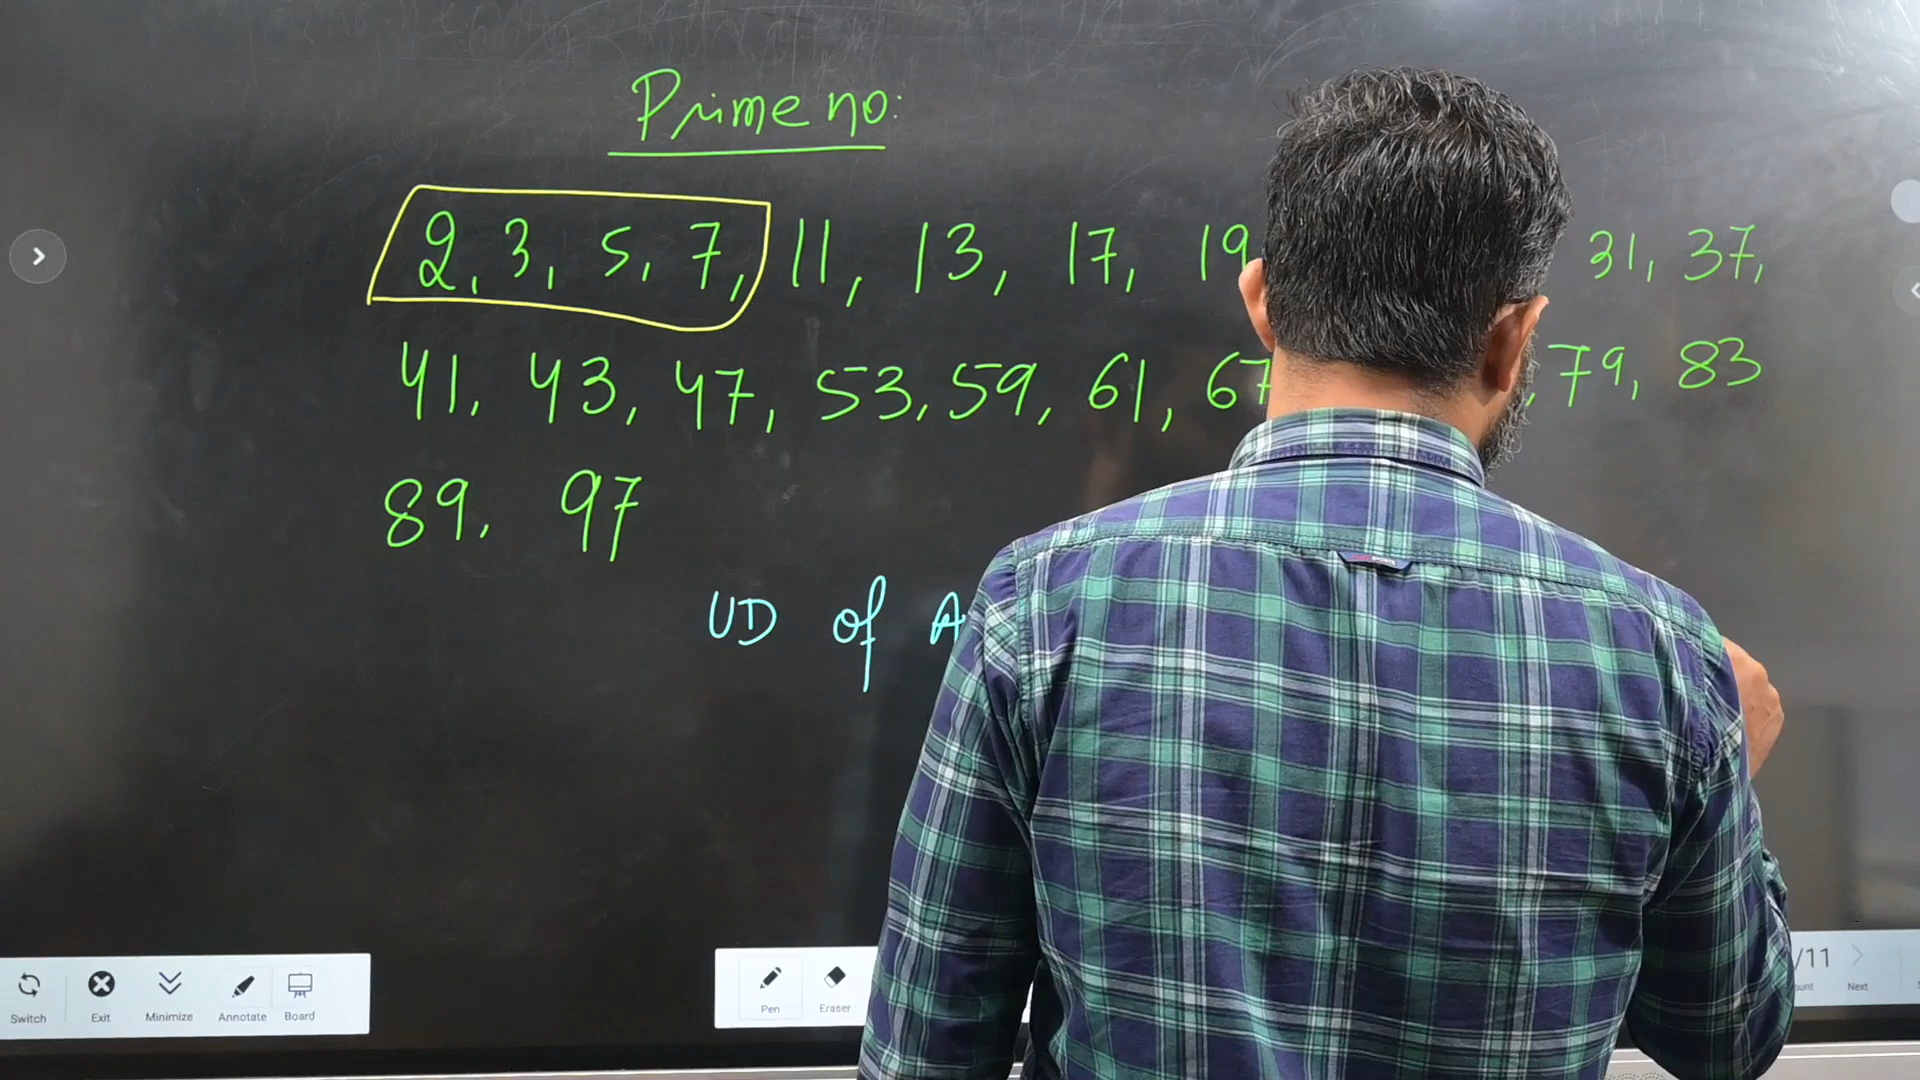 Prime no:
2, 3, 5, 7, 11, 13, 17, 19 31, 37,
41, 43, 47, 53, 59, 61, 67 , 79, 83
89, 97
UD of A
Switch Exit Minimize Annotate Board Pen Eraser /11 Next